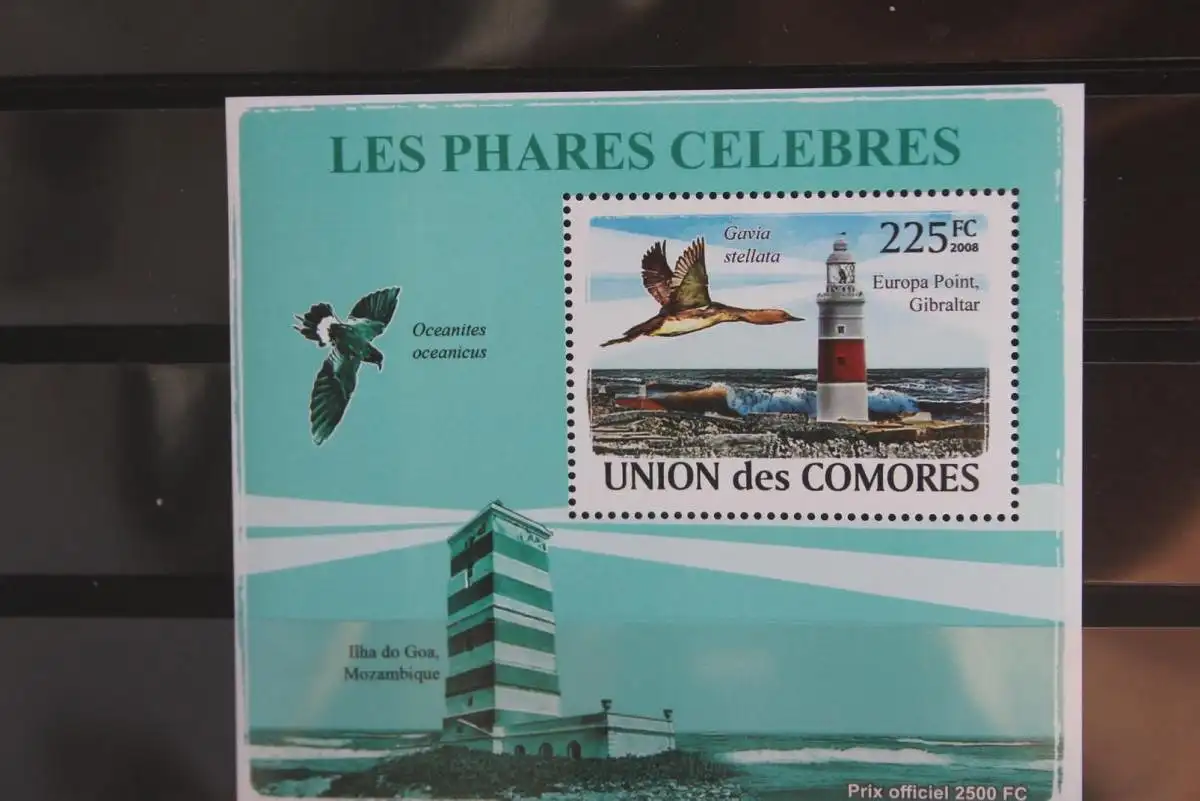 LES PHARES CELEBRES
Gavia
stellata
225FC
2008
Europa Point,
Gibraltar
Oceanites
oceanicus
UNION des COMORES
Ilha do Goa,
Mozambique
Prix officiel 2500 FC